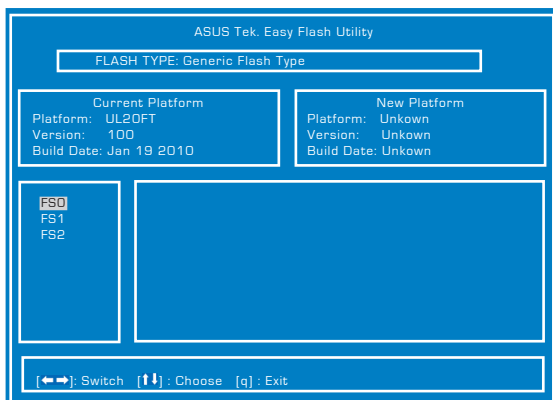 ASUS Tek. Easy Flash Utility
FLASH TYPE: Generic Flash Type
Current Platform
Platform: UL20FT
Version: 100
Build Date: Jan 19 2010
New Platform
Platform: Unkown
Version: Unkown
Build Date: Unkown
FS0
FS1
FS2
[←→]: Switch [↑↓] : Choose [q] : Exit